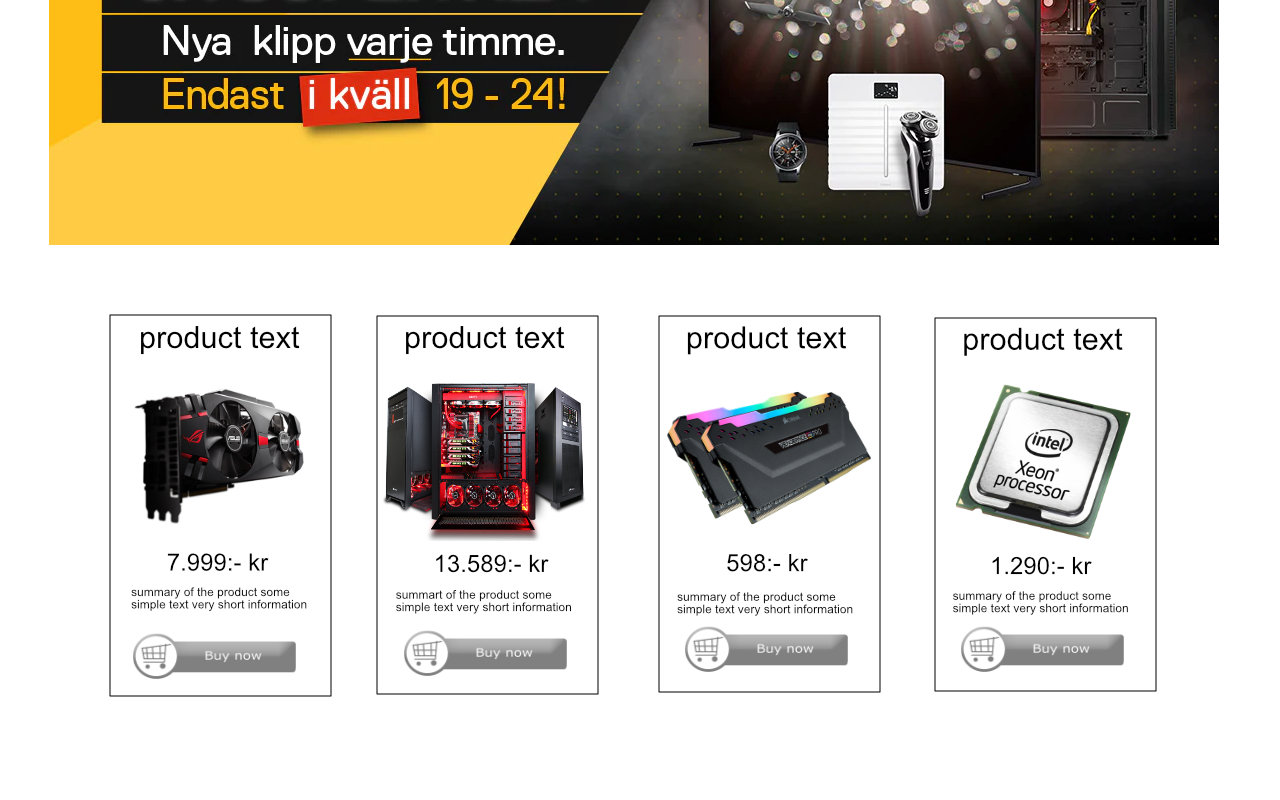 Nya klipp varje timme.
Endast i kväll 19 - 24!
product text
ASUS
7.999:- kr
summary of the product some
simple text very short information
Buy now
product text
13.589:- kr
summart of the product some
simple text very short information
Buy now
product text
598:- kr
summary of the product some
simple text very short information
Buy now
product text
intel
Xeon®
processor
1.290:- kr
summary of the product some
simple text very short information
Buy now